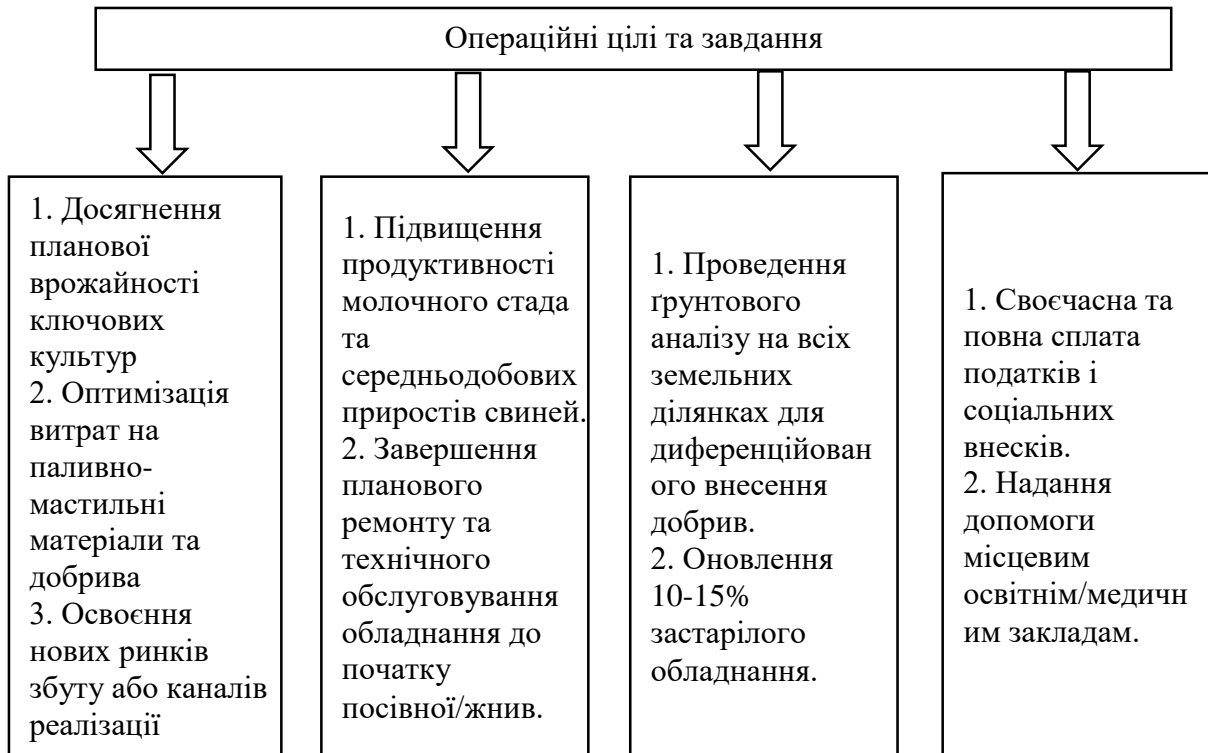 Операційні цілі та завдання
1. Досягнення
планової
врожайності
ключових
культур
2. Оптимізація
витрат на
паливно-
мастильні
матеріали та
добрива
3. Освоєння
нових ринків
збуту або каналів
реалізації
1. Підвищення
продуктивності
молочного стада
та
середньодобових
приростів свиней.
2. Завершення
планового
ремонту та
технічного
обслуговування
обладнання до
початку
посівної/жнив.
1. Проведення
ґрунтового
аналізу на всіх
земельних
ділянках для
диференційован
ого внесення
добрив.
2. Оновлення
10-15%
застарілого
обладнання.
1. Своєчасна та
повна сплата
податків і
соціальних
внесків.
2. Надання
допомоги
місцевим
освітнім/медичн
им закладам.